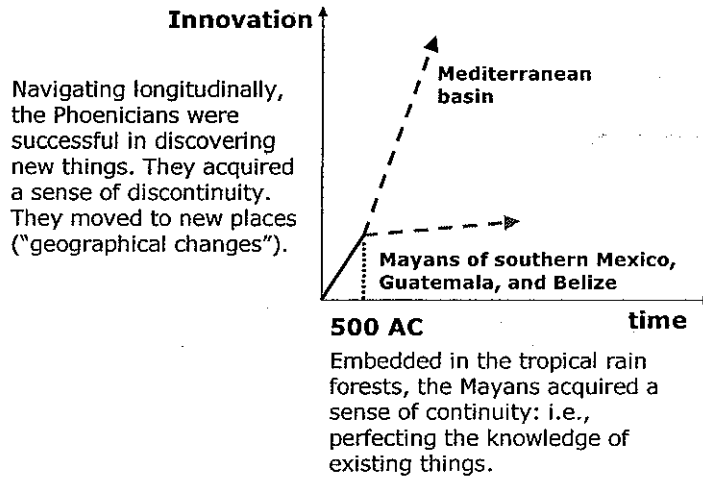 Innovation
Navigating longitudinally,
the Phoenicians were
successful in discovering
new things. They acquired
a sense of discontinuity.
They moved to new places
("geographical changes").
Mediterranean
basin
Mayans of southern Mexico,
Guatemala, and Belize
500 AC
time
Embedded in the tropical rain
forests, the Mayans acquired a
sense of continuity: i.e.,
perfecting the knowledge of
existing things.